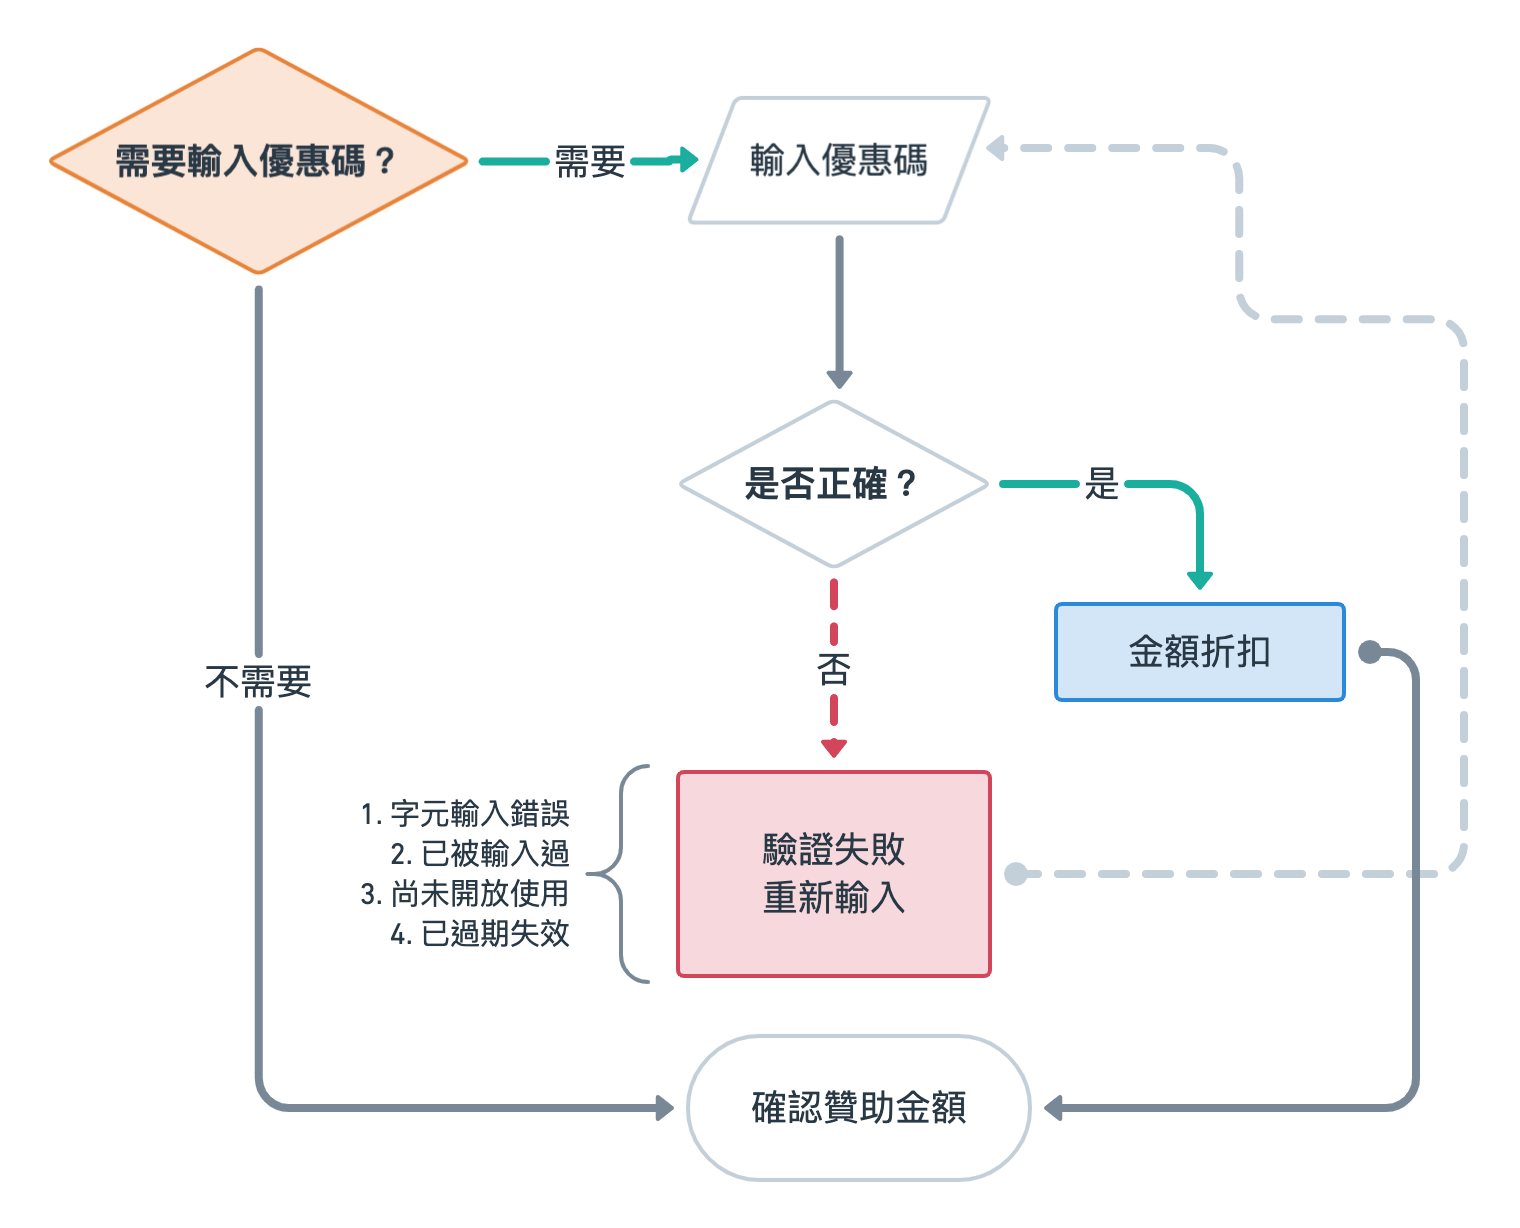 需要輸入優惠碼？
需要
輸入優惠碼
是否正確？
是
金額折扣
否
不需要
1. 字元輸入錯誤
2. 已被輸入過
3. 尚未開放使用
4. 已過期失效
驗證失敗
重新輸入
確認贊助金額